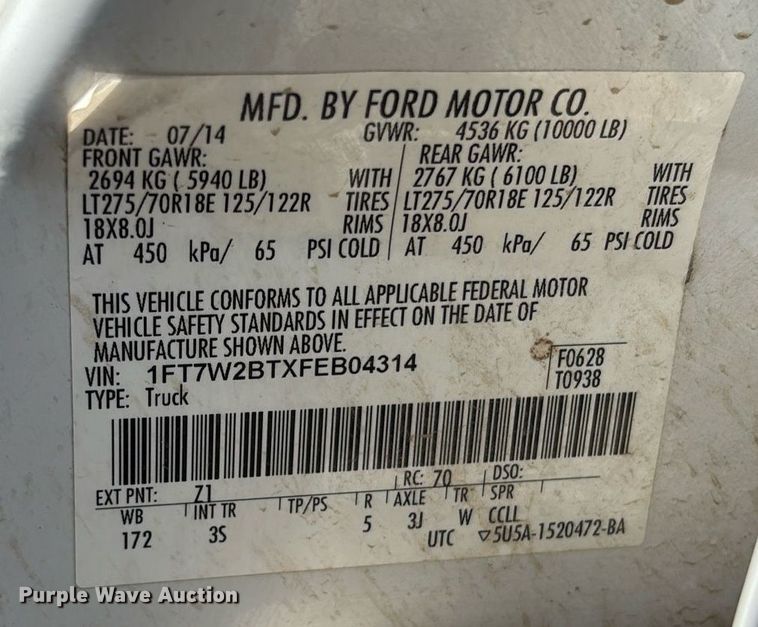 MFD. BY FORD MOTOR CO.
DATE: 07/14 GVWR: 4536 KG (10000 LB)
FRONT GAWR: REAR GAWR:
2694 KG ( 5940 LB) WITH 2767 KG ( 6100 LB) WITH
LT275/70R18E 125/122R TIRES LT275/70R18E 125/122R TIRES
18X8.0J RIMS 18X8.0J RIMS
AT 450 kPa/ 65 PSI COLD AT 450 kPa/ 65 PSI COLD
THIS VEHICLE CONFORMS TO ALL APPLICABLE FEDERAL MOTOR
VEHICLE SAFETY STANDARDS IN EFFECT ON THE DATE OF
MANUFACTURE SHOWN ABOVE.
VIN: 1FT7W2BTXFEB04314 F0628
TYPE: Truck T0938
EXT PNT: Z1 RC: 70 DSO:
WB INT TR TP/PS R AXLE TR SPR
172 3S 5 3J W CCLL
UTC ▽5U5A-1520472-BA
Purple Wave Auction